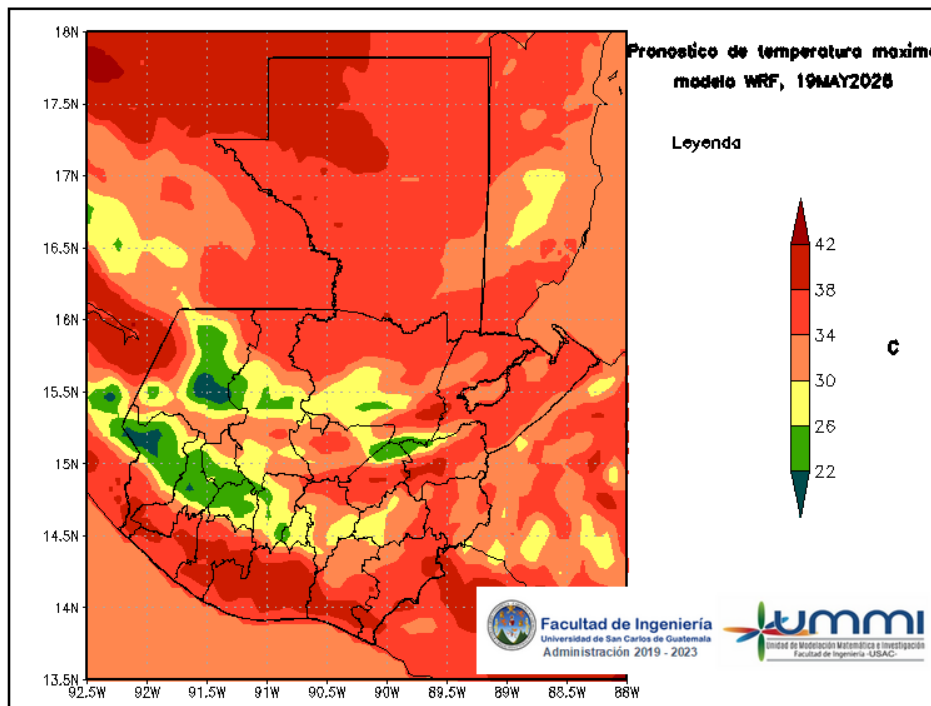 Pronostico de temperatura maxim
modelo WRF, 19MAY2026
Leyenda
42
38
34
30
26
22
C
18N
17.5N
17N
16.5N
16N
15.5N
15N
14.5N
14N
13.5N
92.5W 92W 91.5W 91W 90.5W 90W 89.5W 89W 88.5W 88W
Facultad de Ingeniería
Universidad de San Carlos de Guatemala
Administración 2019 - 2023
ummi
Unidad de Modelación Matemática e Investigación
Facultad de Ingeniería -USAC-